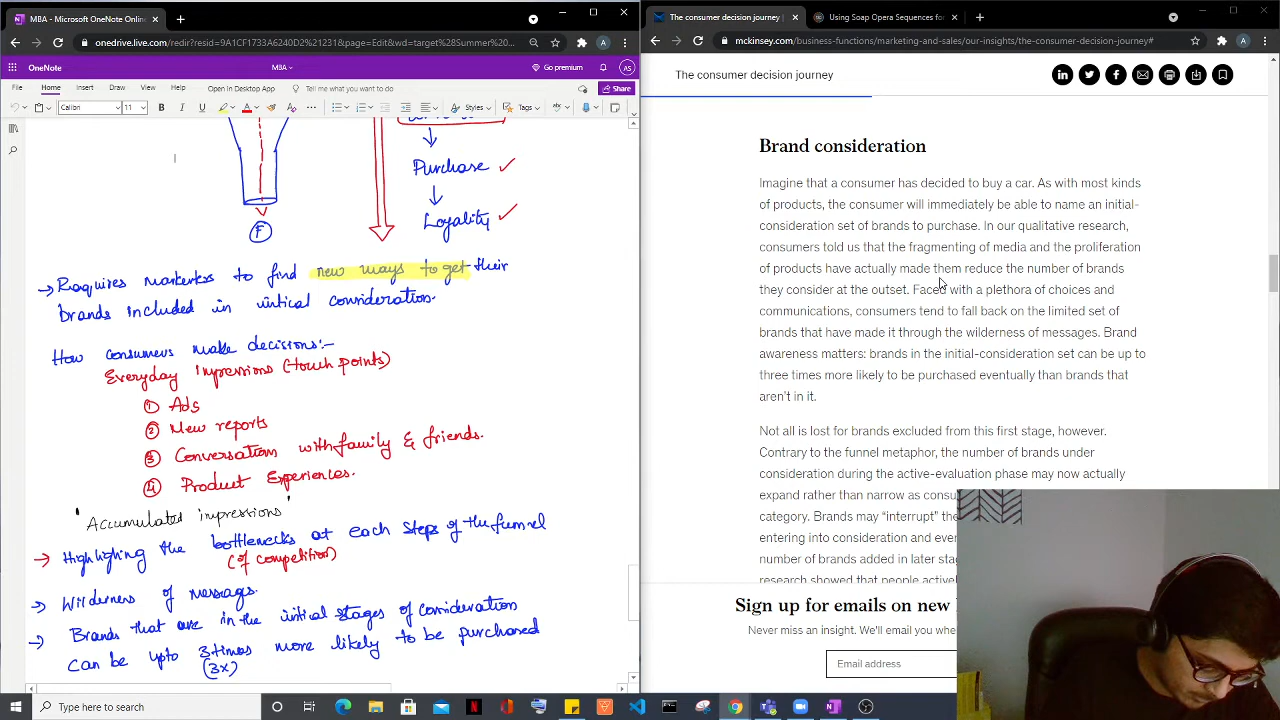 MBA - Microsoft OneNote Online
onedrive.live.com/redir?resid=9A1CF1733A6240D2%21231&page=Edit&wd=target%28Summer%20...
OneNote
MBA
Go premium
AS
File
Home
Insert
Draw
View
Help
Open in Desktop App
Tell me what you want to do
Share
Calibri
11
B
I
U
A
Styles
Tags
abc
Purchase ✓
Loyality ✓
F
→ Requires marketers to find new ways to get their
brands included in initical consideration.
How consumers make decisions:-
Everyday impressions (touch points)
① Ads
② New reports
③ Conversations with family & friends.
④ Product Experiences.
'Accumulated impressions'
→ Highlighting the bottlenecks at each steps of the funnel
(of competition)
→ Wilderness of messages.
→ Brands that are in the initial stages of consideration
can be upto 3 times more likely to be purchased
(3x)
The consumer decision journey
Using Soap Opera Sequences for
mckinsey.com/business-functions/marketing-and-sales/our-insights/the-consumer-decision-journey#
The consumer decision journey
Brand consideration
Imagine that a consumer has decided to buy a car. As with most kinds
of products, the consumer will immediately be able to name an initial-
consideration set of brands to purchase. In our qualitative research,
consumers told us that the fragmenting of media and the proliferation
of products have actually made them reduce the number of brands
they consider at the outset. Faced with a plethora of choices and
communications, consumers tend to fall back on the limited set of
brands that have made it through the wilderness of messages. Brand
awareness matters: brands in the initial-consideration set can be up to
three times more likely to be purchased eventually than brands that
aren't in it.
Not all is lost for brands excluded from this first stage, however.
Contrary to the funnel metaphor, the number of brands under
consideration during the active-evaluation phase may now actually
expand rather than narrow as
category. Brands may "interrupt" the
entering into consideration and
number of brands added in later
research showed that people
Sign up for emails on new
Never miss an insight. We'll email you
Email address
Type here to search